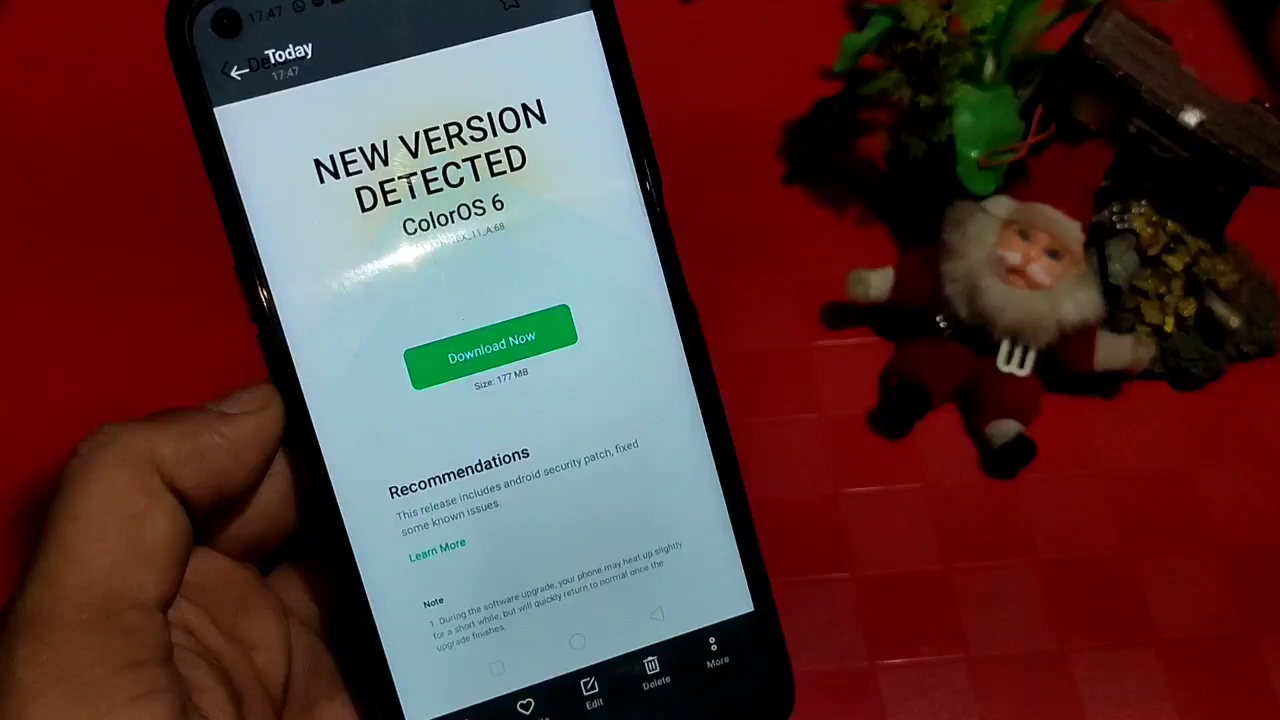 17.47
Today
17:47
NEW VERSION
DETECTED
ColorOS 6
11_A.68
Download Now
Size: 177 MB
Recommendations
This release includes android security patch, fixed
some known issues.
Learn More
Note
1. During the software upgrade, your phone may heat up slightly
for a short while, but will quickly return to normal once the
upgrade finishes.
Edit
Delete
More